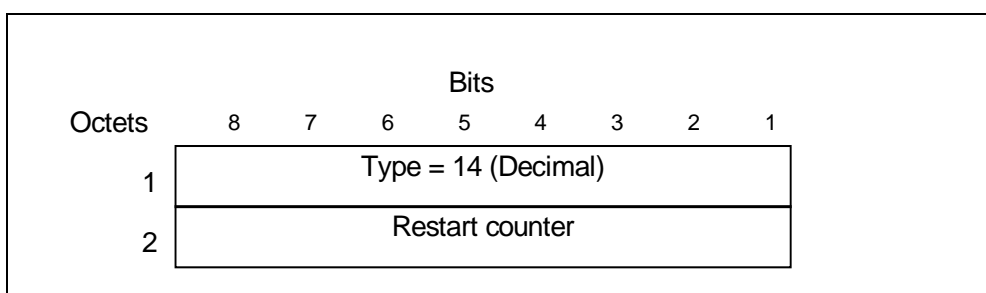 Bits
Octets 8 7 6 5 4 3 2 1
1 Type = 14 (Decimal)
2 Restart counter